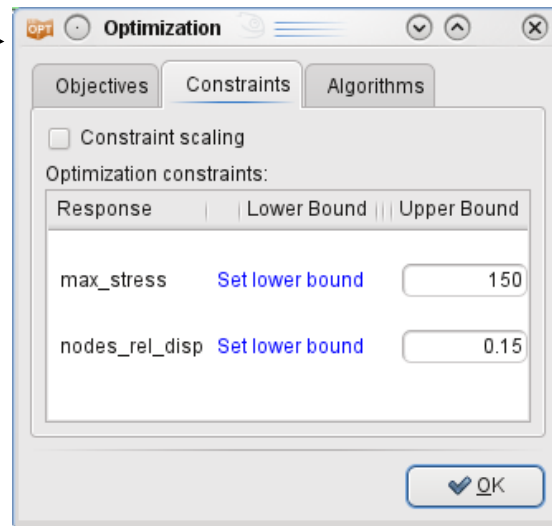 OPT Optimization
Objectives Constraints Algorithms
Constraint scaling
Optimization constraints:
Response Lower Bound Upper Bound
max_stress Set lower bound 150
nodes_rel_disp Set lower bound 0.15
OK